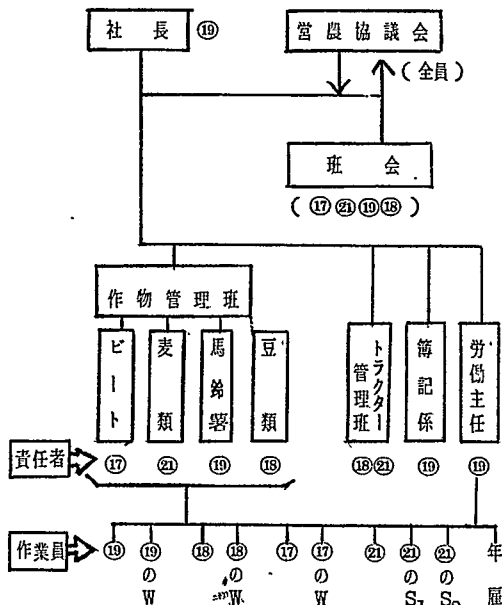 社長 ⑲
営農協議会
(全員)
班会
(⑰㉑⑲⑱)
作物管理班
ビート
麦類
馬鈴薯
豆類
トラクター管理班
簿記係
労働主任
責任者 ⑰ ㉑ ⑲ ⑱ ⑱㉑ ⑲ ⑲
作業員 ⑲ ⑲のW ⑱ ⑱のW ⑰ ⑰のW ㉑ ㉑のS₁ ㉑のS₂ 年雇